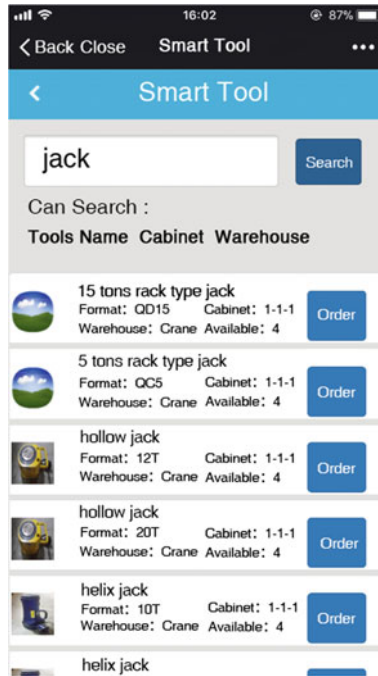 16:02
87%
Back Close Smart Tool
Smart Tool
jack
Search
Can Search :
Tools Name Cabinet Warehouse
15 tons rack type jack
Format: QD15 Cabinet: 1-1-1
Warehouse: Crane Available: 4
Order
5 tons rack type jack
Format: QC5 Cabinet: 1-1-1
Warehouse: Crane Available: 4
Order
hollow jack
Format: 12T Cabinet: 1-1-1
Warehouse: Crane Available: 4
Order
hollow jack
Format: 20T Cabinet: 1-1-1
Warehouse: Crane Available: 4
Order
helix jack
Format: 10T Cabinet: 1-1-1
Warehouse: Crane Available: 4
Order
helix jack